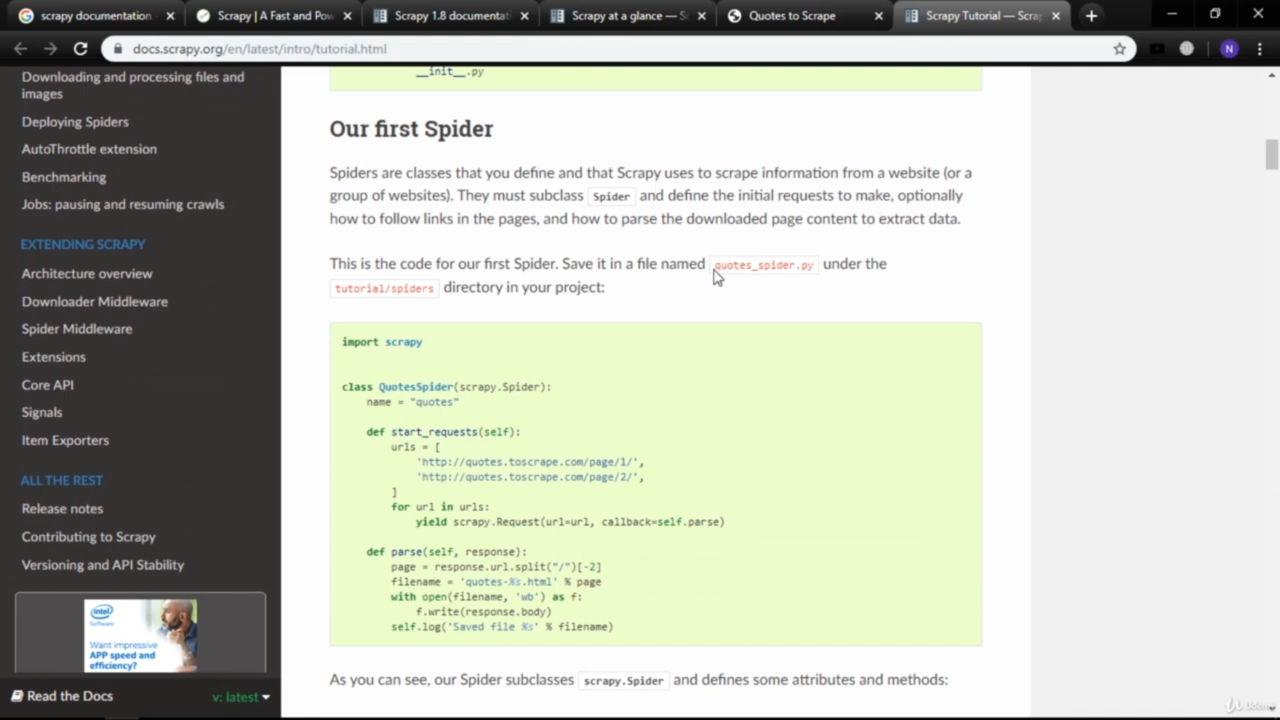 scrapy documentation
Scrapy | A Fast and Pow
Scrapy 1.8 documentati
Scrapy at a glance — Sc
Quotes to Scrape
Scrapy Tutorial — Scrap
docs.scrapy.org/en/latest/intro/tutorial.html
N
Downloading and processing files and
images
Deploying Spiders
AutoThrottle extension
Benchmarking
Jobs: pausing and resuming crawls
EXTENDING SCRAPY
Architecture overview
Downloader Middleware
Spider Middleware
Extensions
Core API
Signals
Item Exporters
ALL THE REST
Release notes
Contributing to Scrapy
Versioning and API Stability
intel
Software
Want impressive
APP speed and
efficiency?
Read the Docs
v: latest
__init__.py
Our first Spider
Spiders are classes that you define and that Scrapy uses to scrape information from a website (or a
group of websites). They must subclass Spider and define the initial requests to make, optionally
how to follow links in the pages, and how to parse the downloaded page content to extract data.
This is the code for our first Spider. Save it in a file named quotes_spider.py under the
tutorial/spiders directory in your project:
import scrapy
class QuotesSpider(scrapy.Spider):
name = "quotes"
def start_requests(self):
urls = [
'http://quotes.toscrape.com/page/1/',
'http://quotes.toscrape.com/page/2/',
]
for url in urls:
yield scrapy.Request(url=url, callback=self.parse)
def parse(self, response):
page = response.url.split("/")[-2]
filename = 'quotes-%s.html' % page
with open(filename, 'wb') as f:
f.write(response.body)
self.log('Saved file %s' % filename)
As you can see, our Spider subclasses scrapy.Spider and defines some attributes and methods:
Udemy